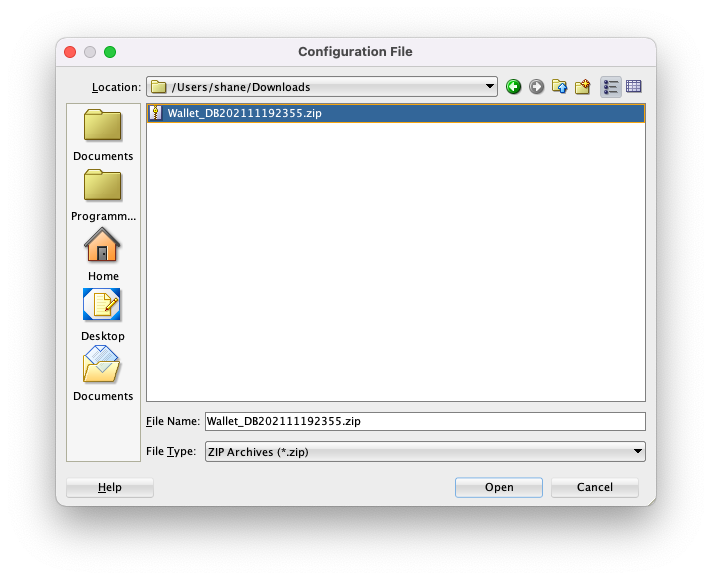 Configuration File
Location: /Users/shane/Downloads
Wallet_DB202111192355.zip
Documents
Programm...
Home
Desktop
Documents
File Name: Wallet_DB202111192355.zip
File Type: ZIP Archives (*.zip)
Help Open Cancel